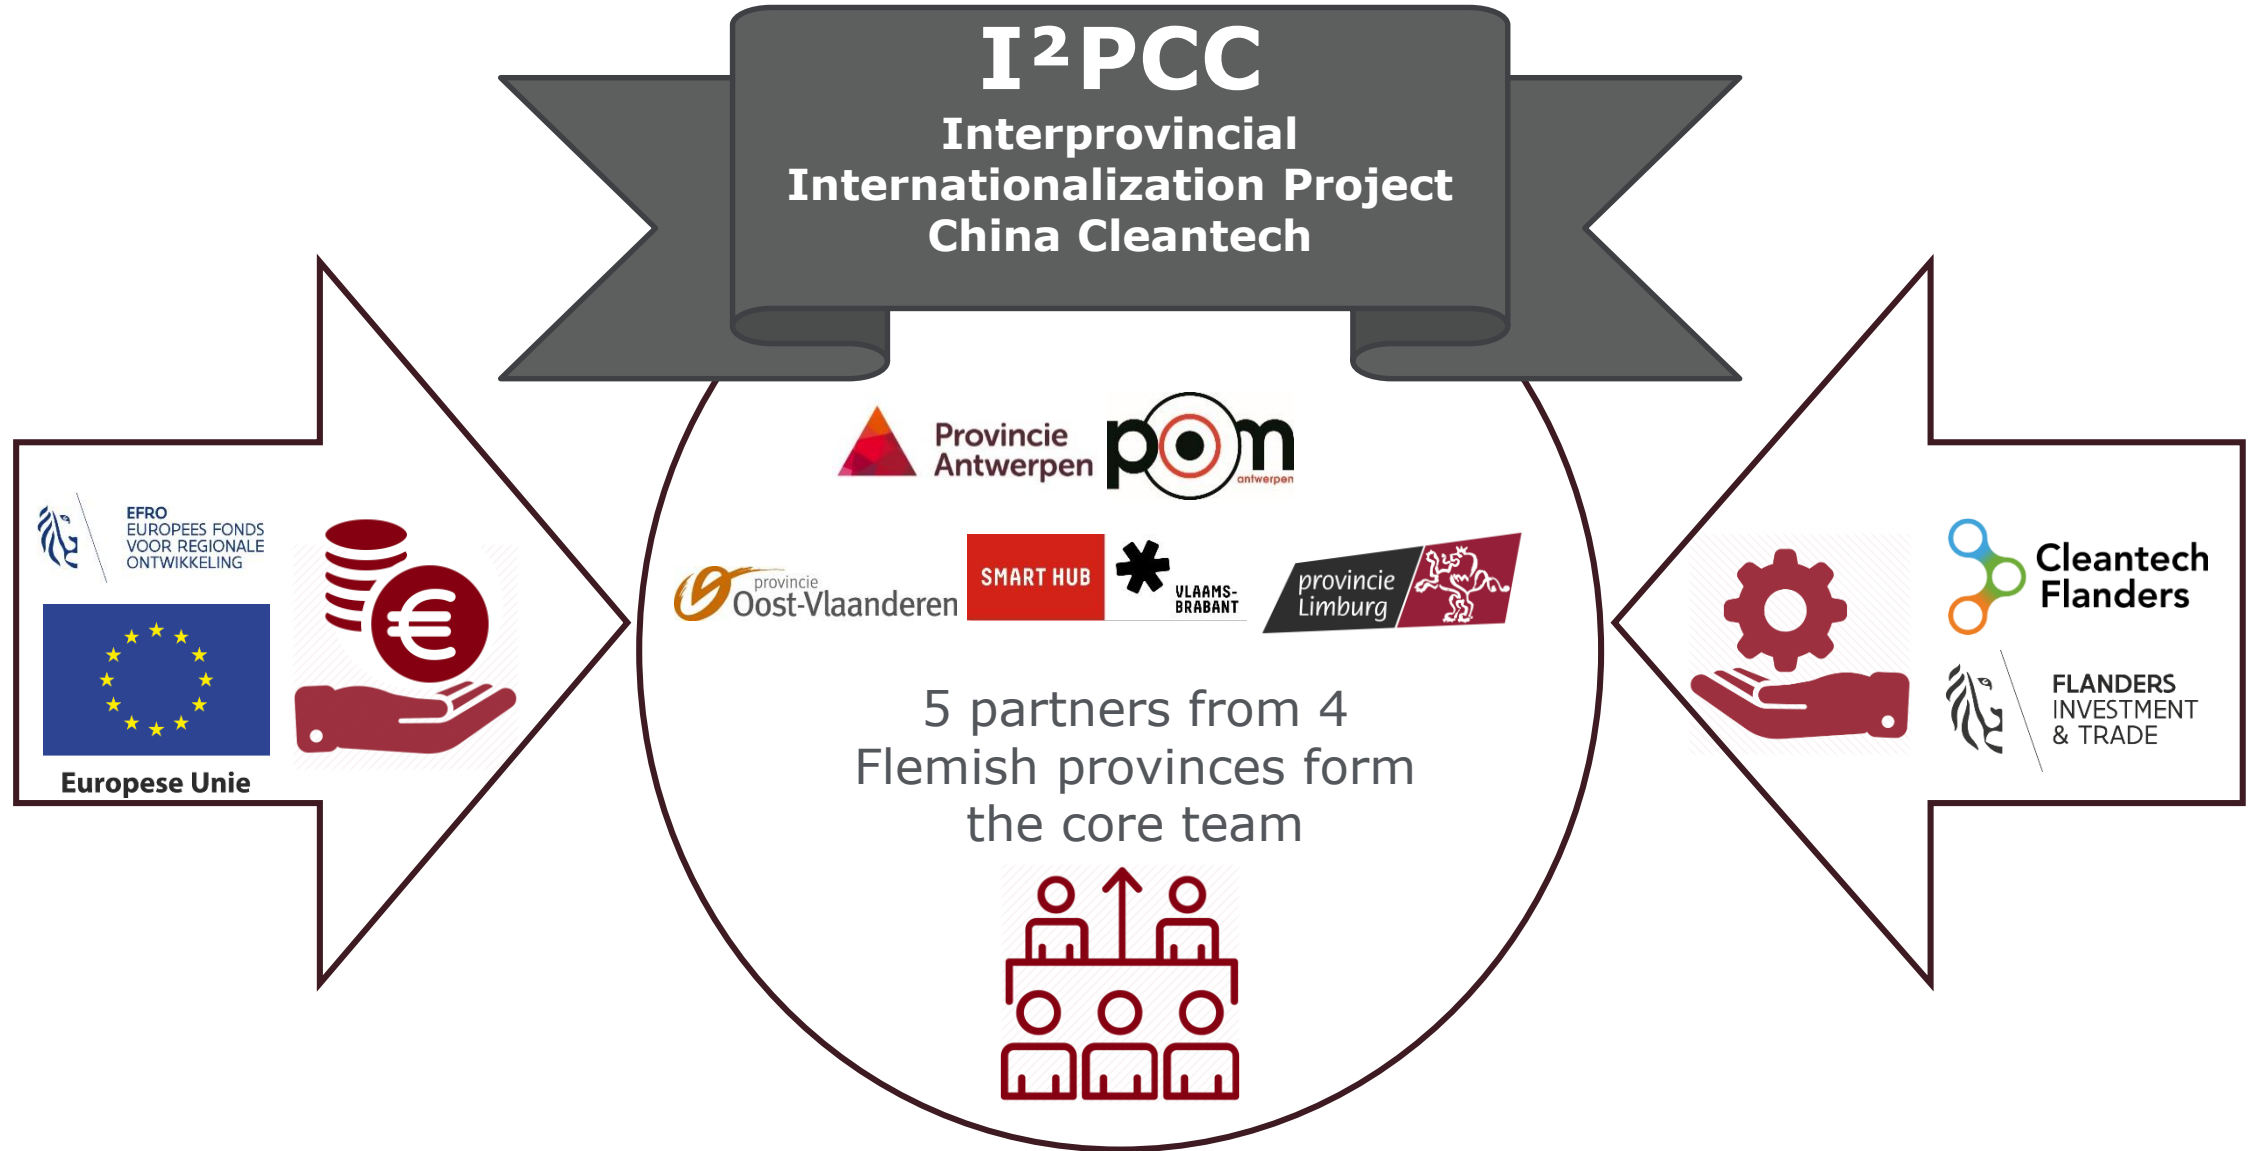 I²PCC
Interprovincial
Internationalization Project
China Cleantech
EFRO
EUROPEES FONDS
VOOR REGIONALE
ONTWIKKELING
€
Europese Unie
Provincie
Antwerpen
pom
antwerpen
provincie
Oost-Vlaanderen
SMART HUB
VLAAMS-
BRABANT
provincie
Limburg
5 partners from 4
Flemish provinces form
the core team
Cleantech
Flanders
FLANDERS
INVESTMENT
& TRADE